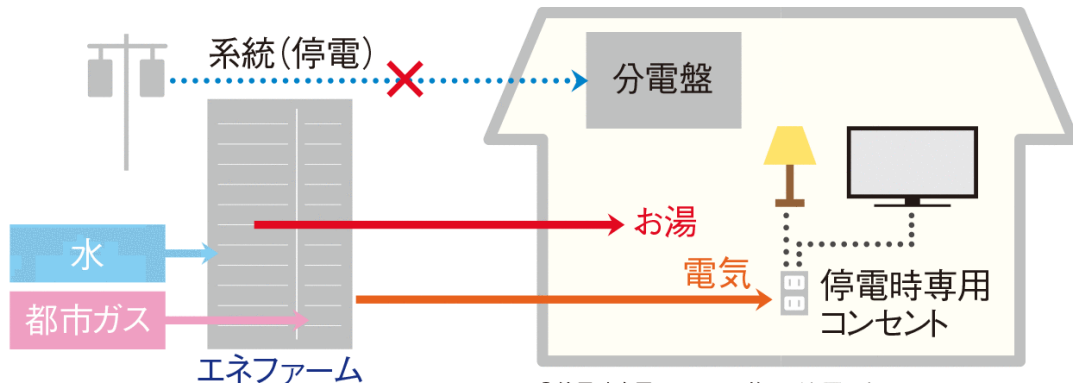 系統(停電)
分電盤
お湯
水
電気
都市ガス
停電時専用
コンセント
エネファーム